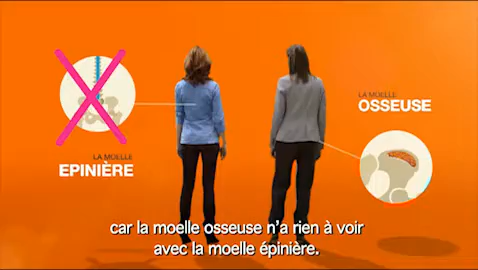 LA MOELLE
OSSEUSE
LA MOELLE
EPINIÈRE
car la moelle osseuse n'a rien à voir
avec la moelle épinière.